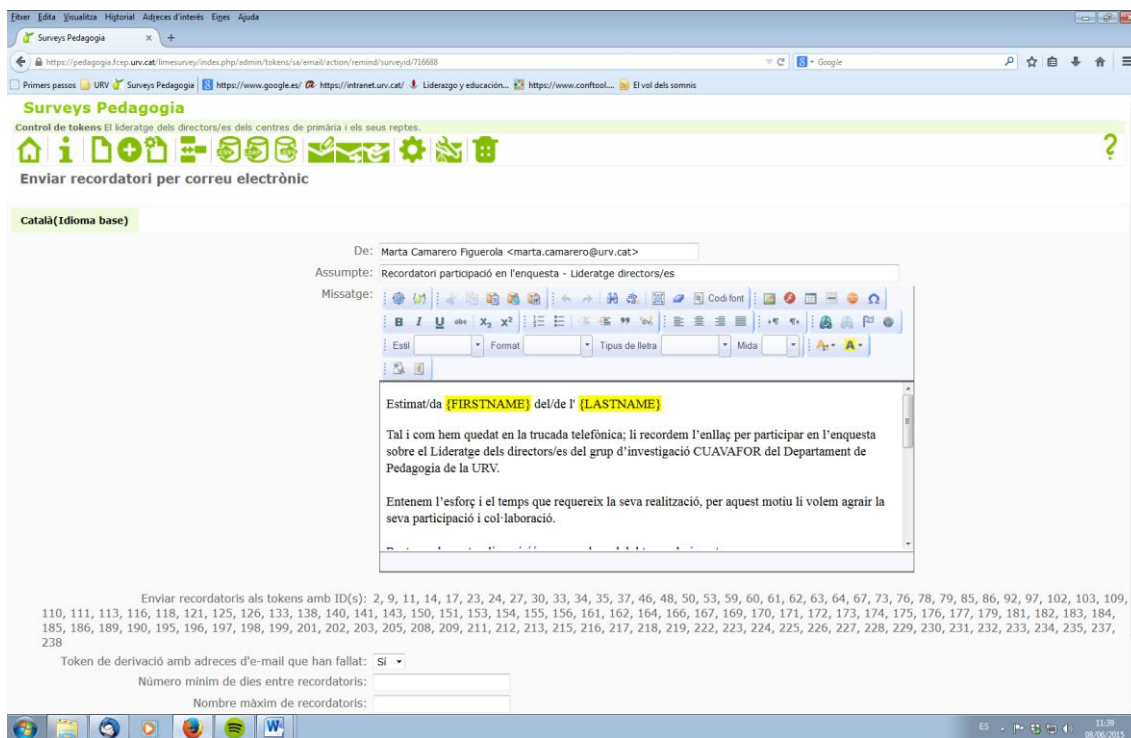 Fitxer Edita Visualitza Historial Adreces d'interés Eines Ajuda
Surveys Pedagogia
https://pedagogia.fcep.urv.cat/limesurvey/index.php/admin/tokens/sa/email/action/remind/surveyid/716688
Google
Primers passos URV Surveys Pedagogia https://www.google.es/ https://intranet.urv.cat/ Liderazgo y educación... https://www.conftool.... El vol dels somnis
Surveys Pedagogia
Control de tokens El lideratge dels directors/es dels centres de primària i els seus reptes.
Enviar recordatori per correu electrònic
Català(Idioma base)
De: Marta Camarero Figuerola <marta.camarero@urv.cat>
Assumpte: Recordatori participació en l'enquesta - Lideratge directors/es
Missatge:
Codi font
Estil Format Tipus de lletra Mida
Estimat/da {FIRSTNAME} del/de l' {LASTNAME}
Tal i com hem quedat en la trucada telefònica; li recordem l'enllaç per participar en l'enquesta
sobre el Lideratge dels directors/es del grup d'investigació CUAVAFOR del Departament de
Pedagogia de la URV.
Entenem l'esforç i el temps que requereix la seva realització, per aquest motiu li volem agrair la
seva participació i col·laboració.
Enviar recordatoris als tokens amb ID(s): 2, 9, 11, 14, 17, 23, 24, 27, 30, 33, 34, 35, 37, 46, 48, 50, 53, 59, 60, 61, 62, 63, 64, 67, 73, 76, 78, 79, 85, 86, 92, 97, 102, 103, 109,
110, 111, 113, 116, 118, 121, 125, 126, 133, 138, 140, 141, 143, 150, 151, 153, 154, 155, 156, 161, 162, 164, 166, 167, 169, 170, 171, 172, 173, 174, 175, 176, 177, 179, 181, 182, 183, 184,
185, 186, 189, 190, 195, 196, 197, 198, 199, 201, 202, 203, 205, 208, 209, 211, 212, 213, 215, 216, 217, 218, 219, 222, 223, 224, 225, 226, 227, 228, 229, 230, 231, 232, 233, 234, 235, 237,
238
Token de derivació amb adreces d'e-mail que han fallat: Sí
Número mínim de dies entre recordatoris:
Nombre màxim de recordatoris:
ES 11:39
08/06/2015